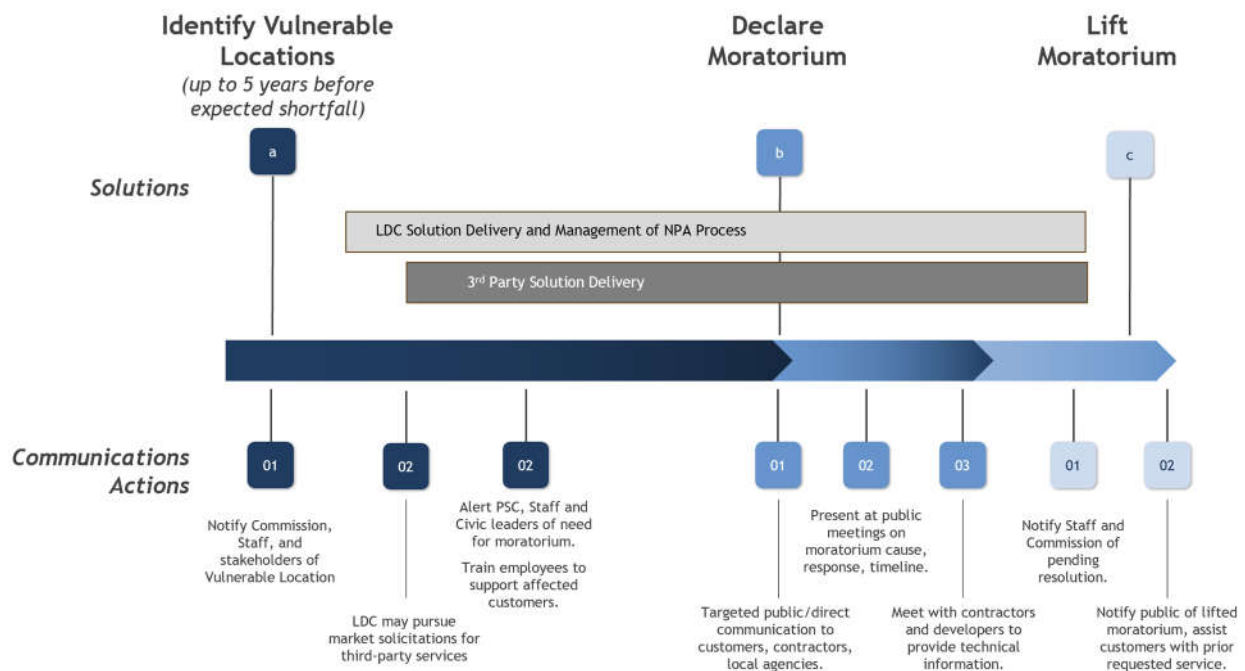 Identify Vulnerable
Locations
(up to 5 years before
expected shortfall)
Declare
Moratorium
Lift
Moratorium
a
b
c
Solutions
LDC Solution Delivery and Management of NPA Process
3rd Party Solution Delivery
Communications
Actions
01
02
02
01
02
03
01
02
Notify Commission,
Staff, and
stakeholders of
Vulnerable Location
LDC may pursue
market solicitations for
third-party services
Alert PSC, Staff and
Civic leaders of need
for moratorium.
Train employees to
support affected
customers.
Targeted public/direct
communication to
customers, contractors,
local agencies.
Present at public
meetings on
moratorium cause,
response, timeline.
Meet with contractors
and developers to
provide technical
information.
Notify Staff and
Commission of
pending
resolution.
Notify public of lifted
moratorium, assist
customers with prior
requested service.